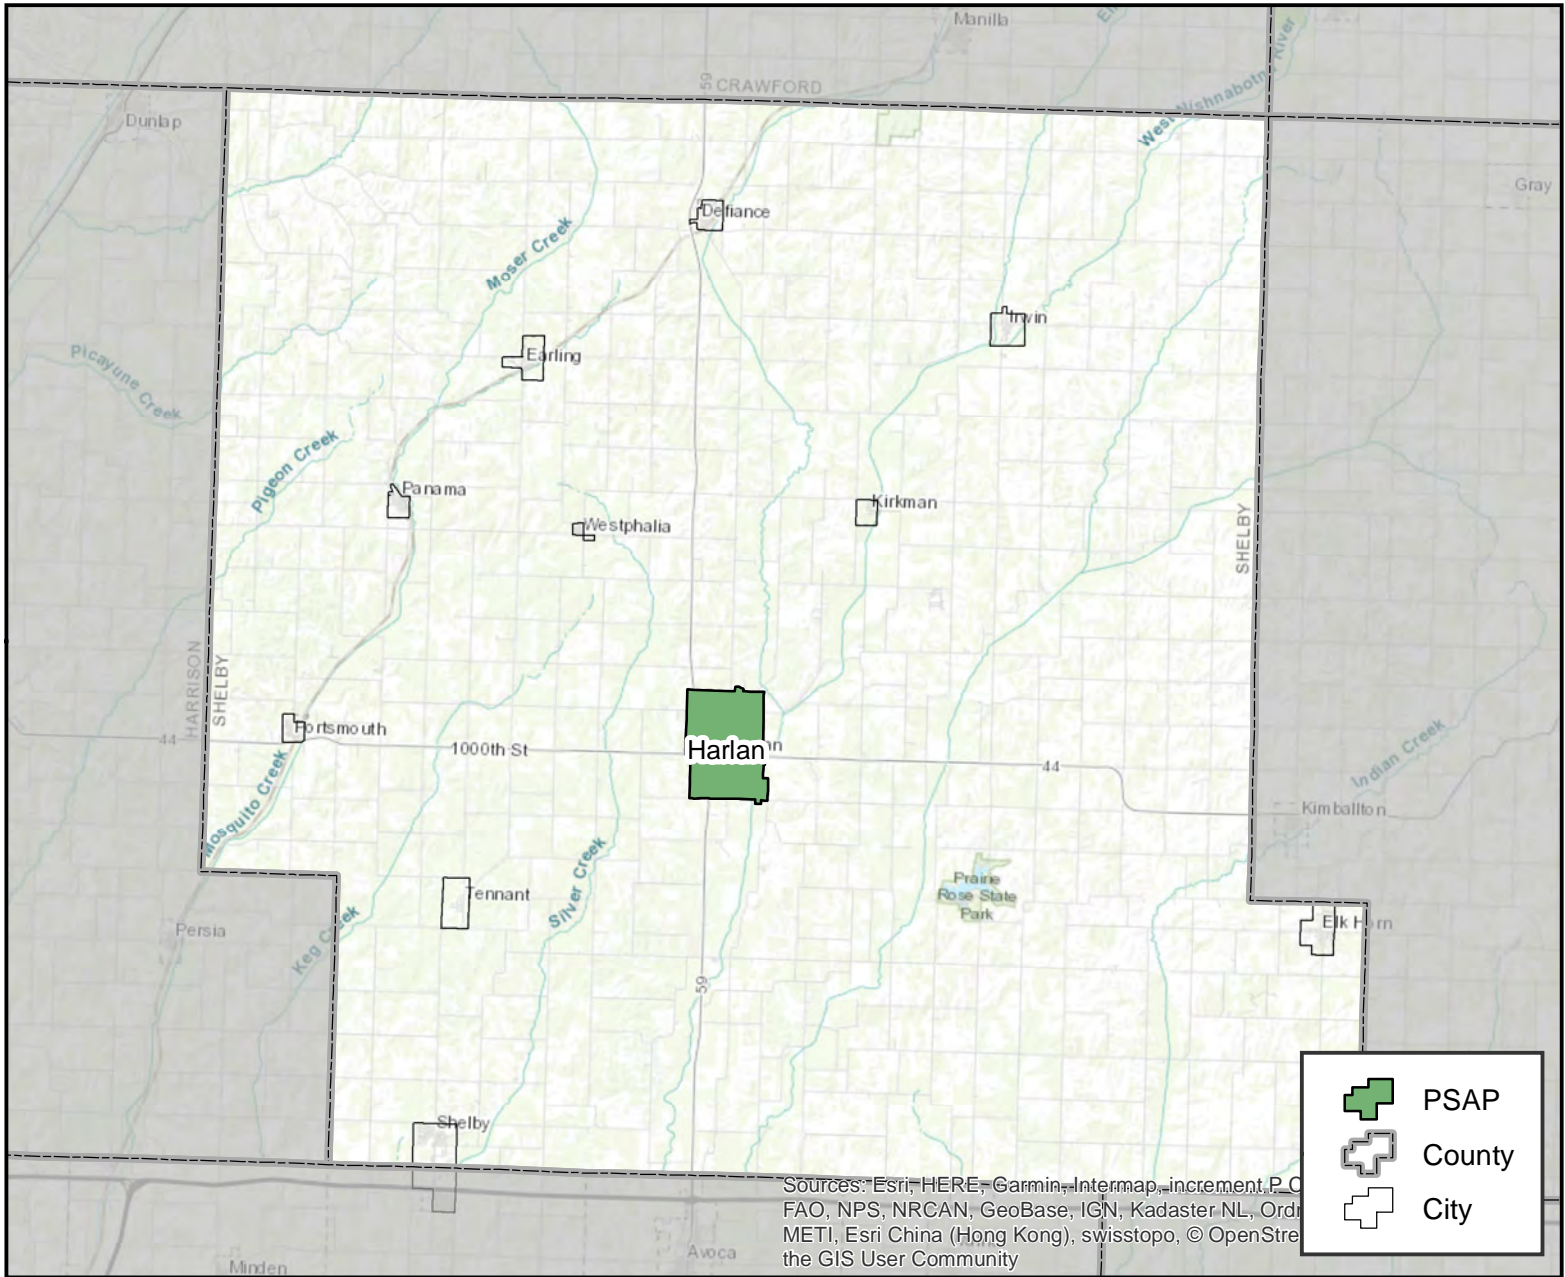 Manilla
59
CRAWFORD
West Nishnabotna River
Dunlap
Gray
Defiance
Moser Creek
Irwin
Earling
Picayune Creek
Pigeon Creek
Panama
Kirkman
Westphalia
SHELBY
HARRISON
SHELBY
Portsmouth
44
1000th St
Harlan
44
Indian Creek
Kimballton
Mosquito Creek
Silver Creek
Prairie
Rose State
Park
Tennant
Elk Horn
Persia
Keg Creek
59
Shelby
PSAP
County
City
Sources: Esri, HERE, Garmin, Intermap, increment P
FAO, NPS, NRCAN, GeoBase, IGN, Kadaster NL,
METI, Esri China (Hong Kong), swisstopo, ©
the GIS User Community
Avoca
Minden